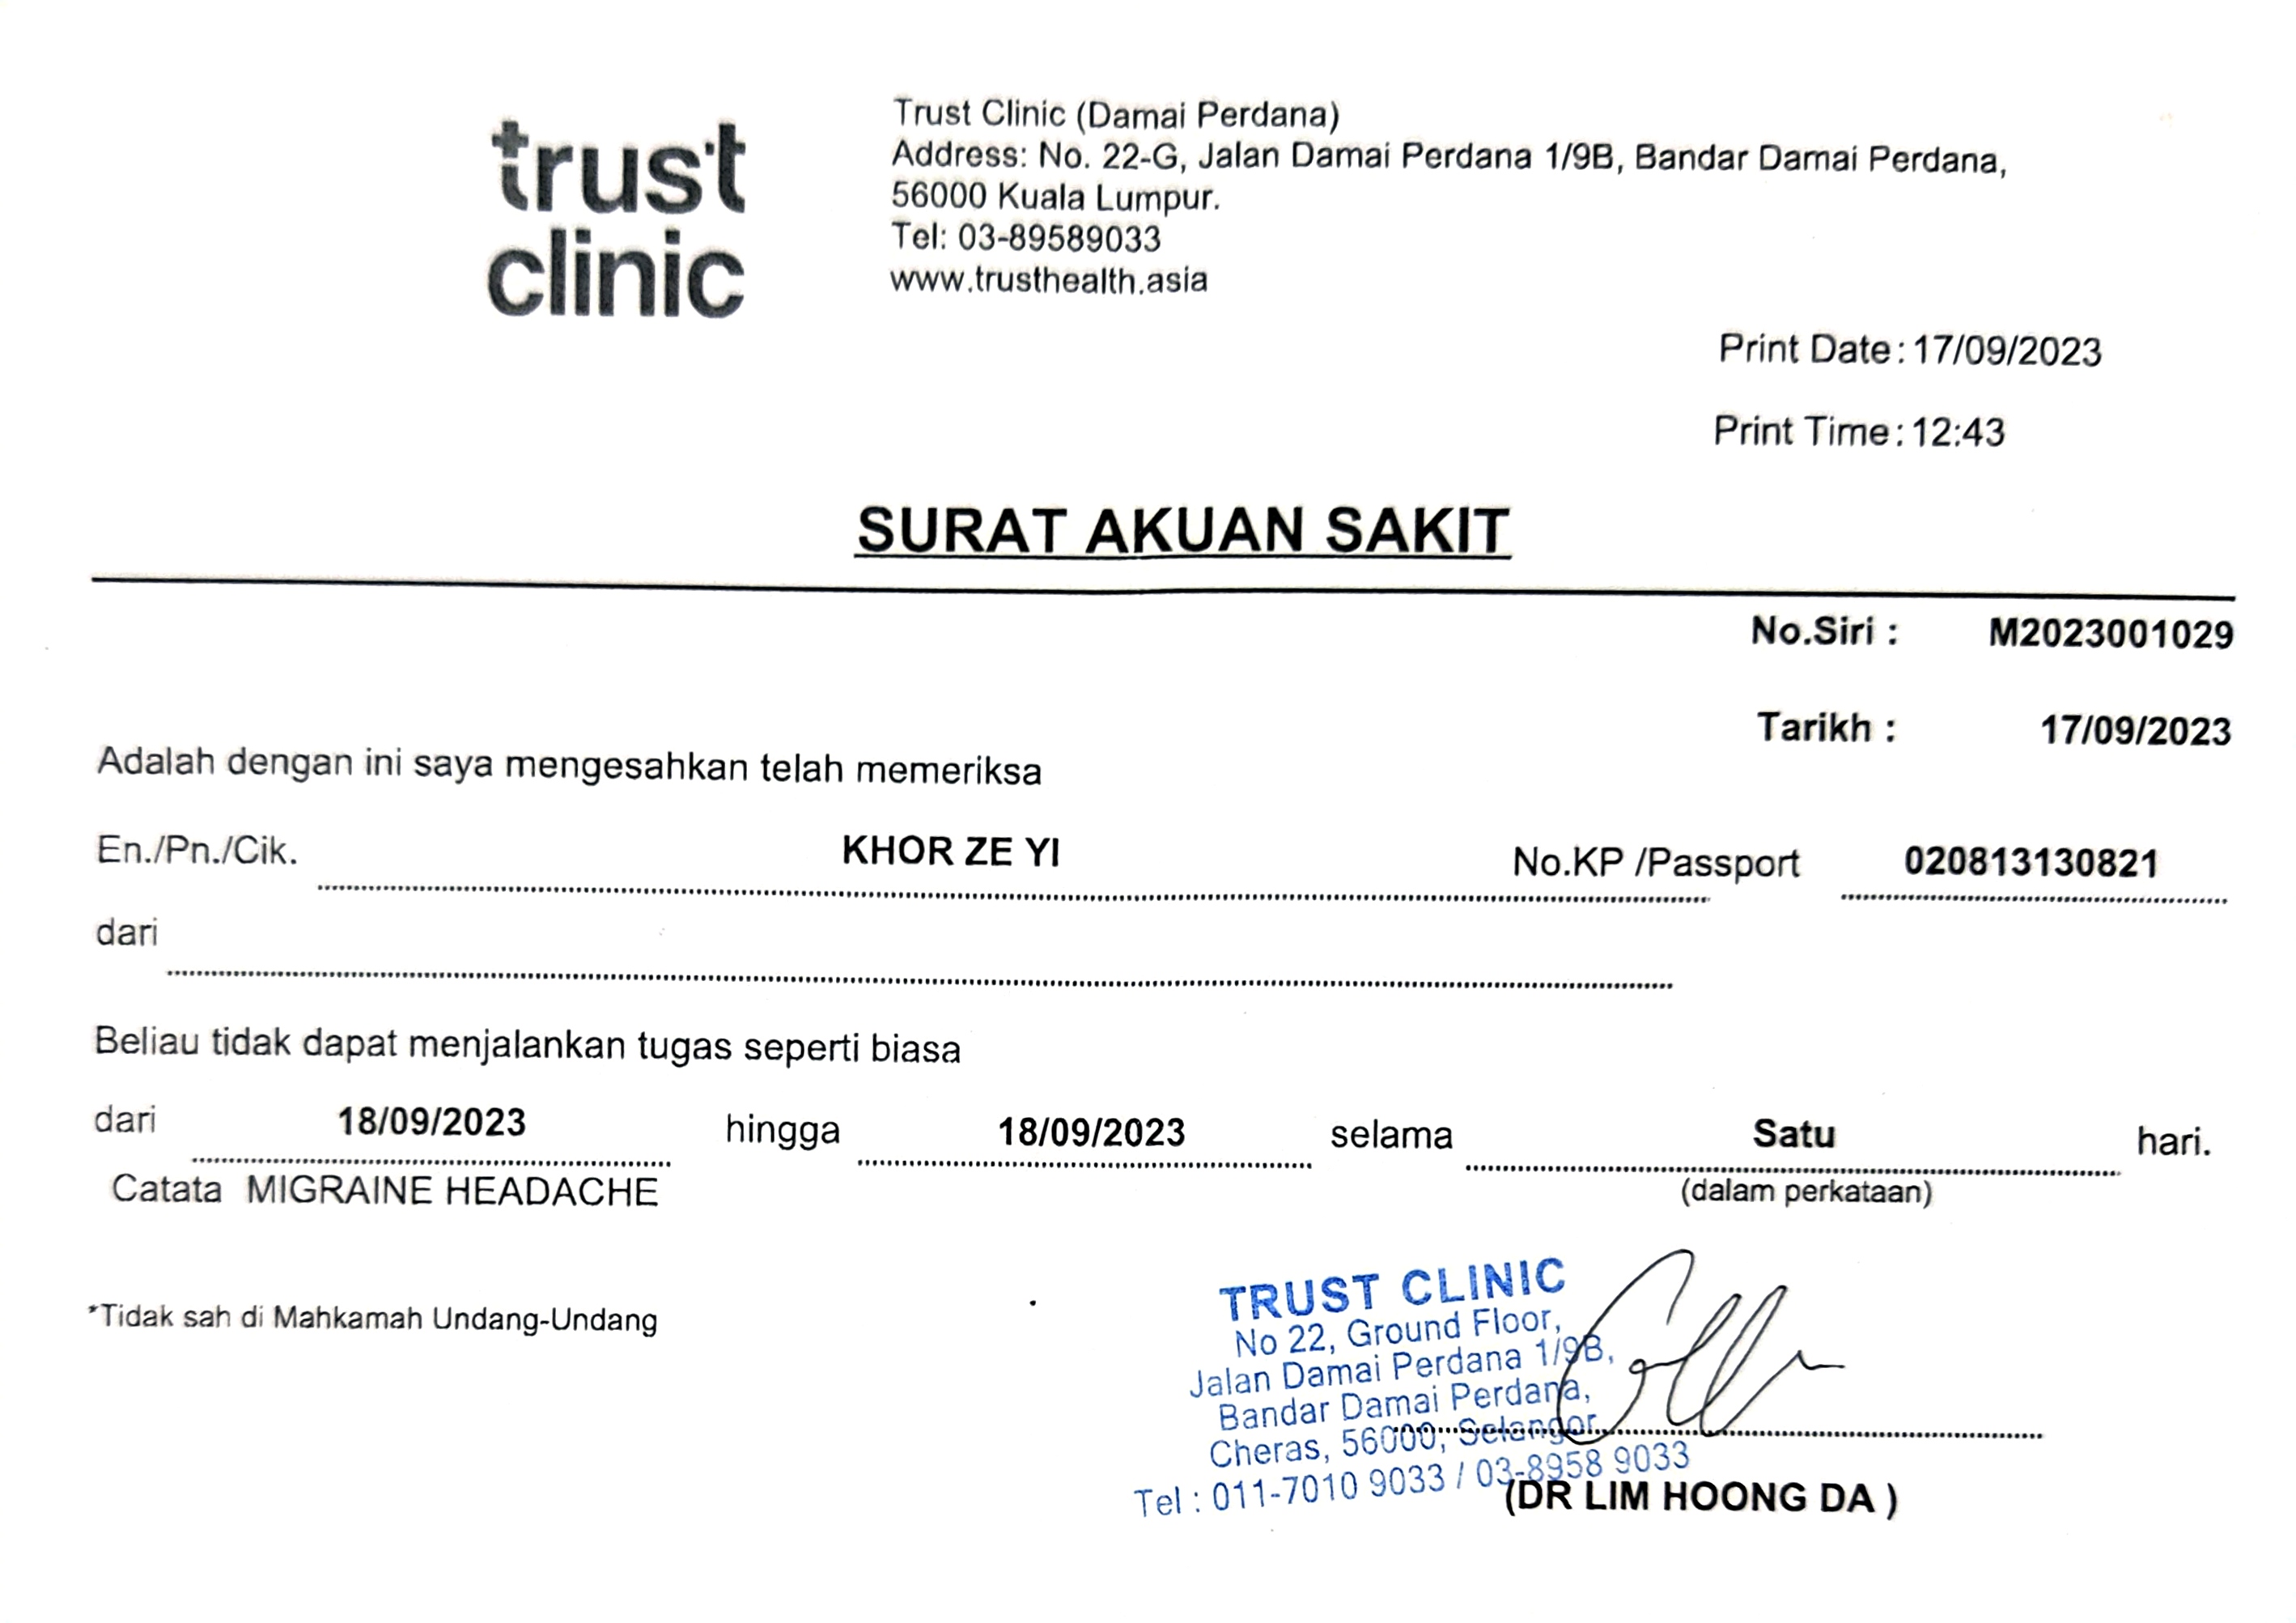 trust
clinic
Trust Clinic (Damai Perdana)
Address: No. 22-G, Jalan Damai Perdana 1/9B, Bandar Damai Perdana,
56000 Kuala Lumpur.
Tel: 03-89589033
www.trusthealth.asia
Print Date: 17/09/2023
Print Time: 12:43
SURAT AKUAN SAKIT
No.Siri : M2023001029
Tarikh : 17/09/2023
Adalah dengan ini saya mengesahkan telah memeriksa
En./Pn./Cik. KHOR ZE YI No.KP /Passport 020813130821
dari
Beliau tidak dapat menjalankan tugas seperti biasa
dari 18/09/2023 hingga 18/09/2023 selama Satu hari.
Catata MIGRAINE HEADACHE (dalam perkataan)
*Tidak sah di Mahkamah Undang-Undang
TRUST CLINIC
No 22, Ground Floor,
Jalan Damai Perdana 1/9B,
Bandar Damai Perdana,
Cheras, 56000, Selangor
Tel : 011-7010 9033 / 03-8958 9033
(DR LIM HOONG DA )